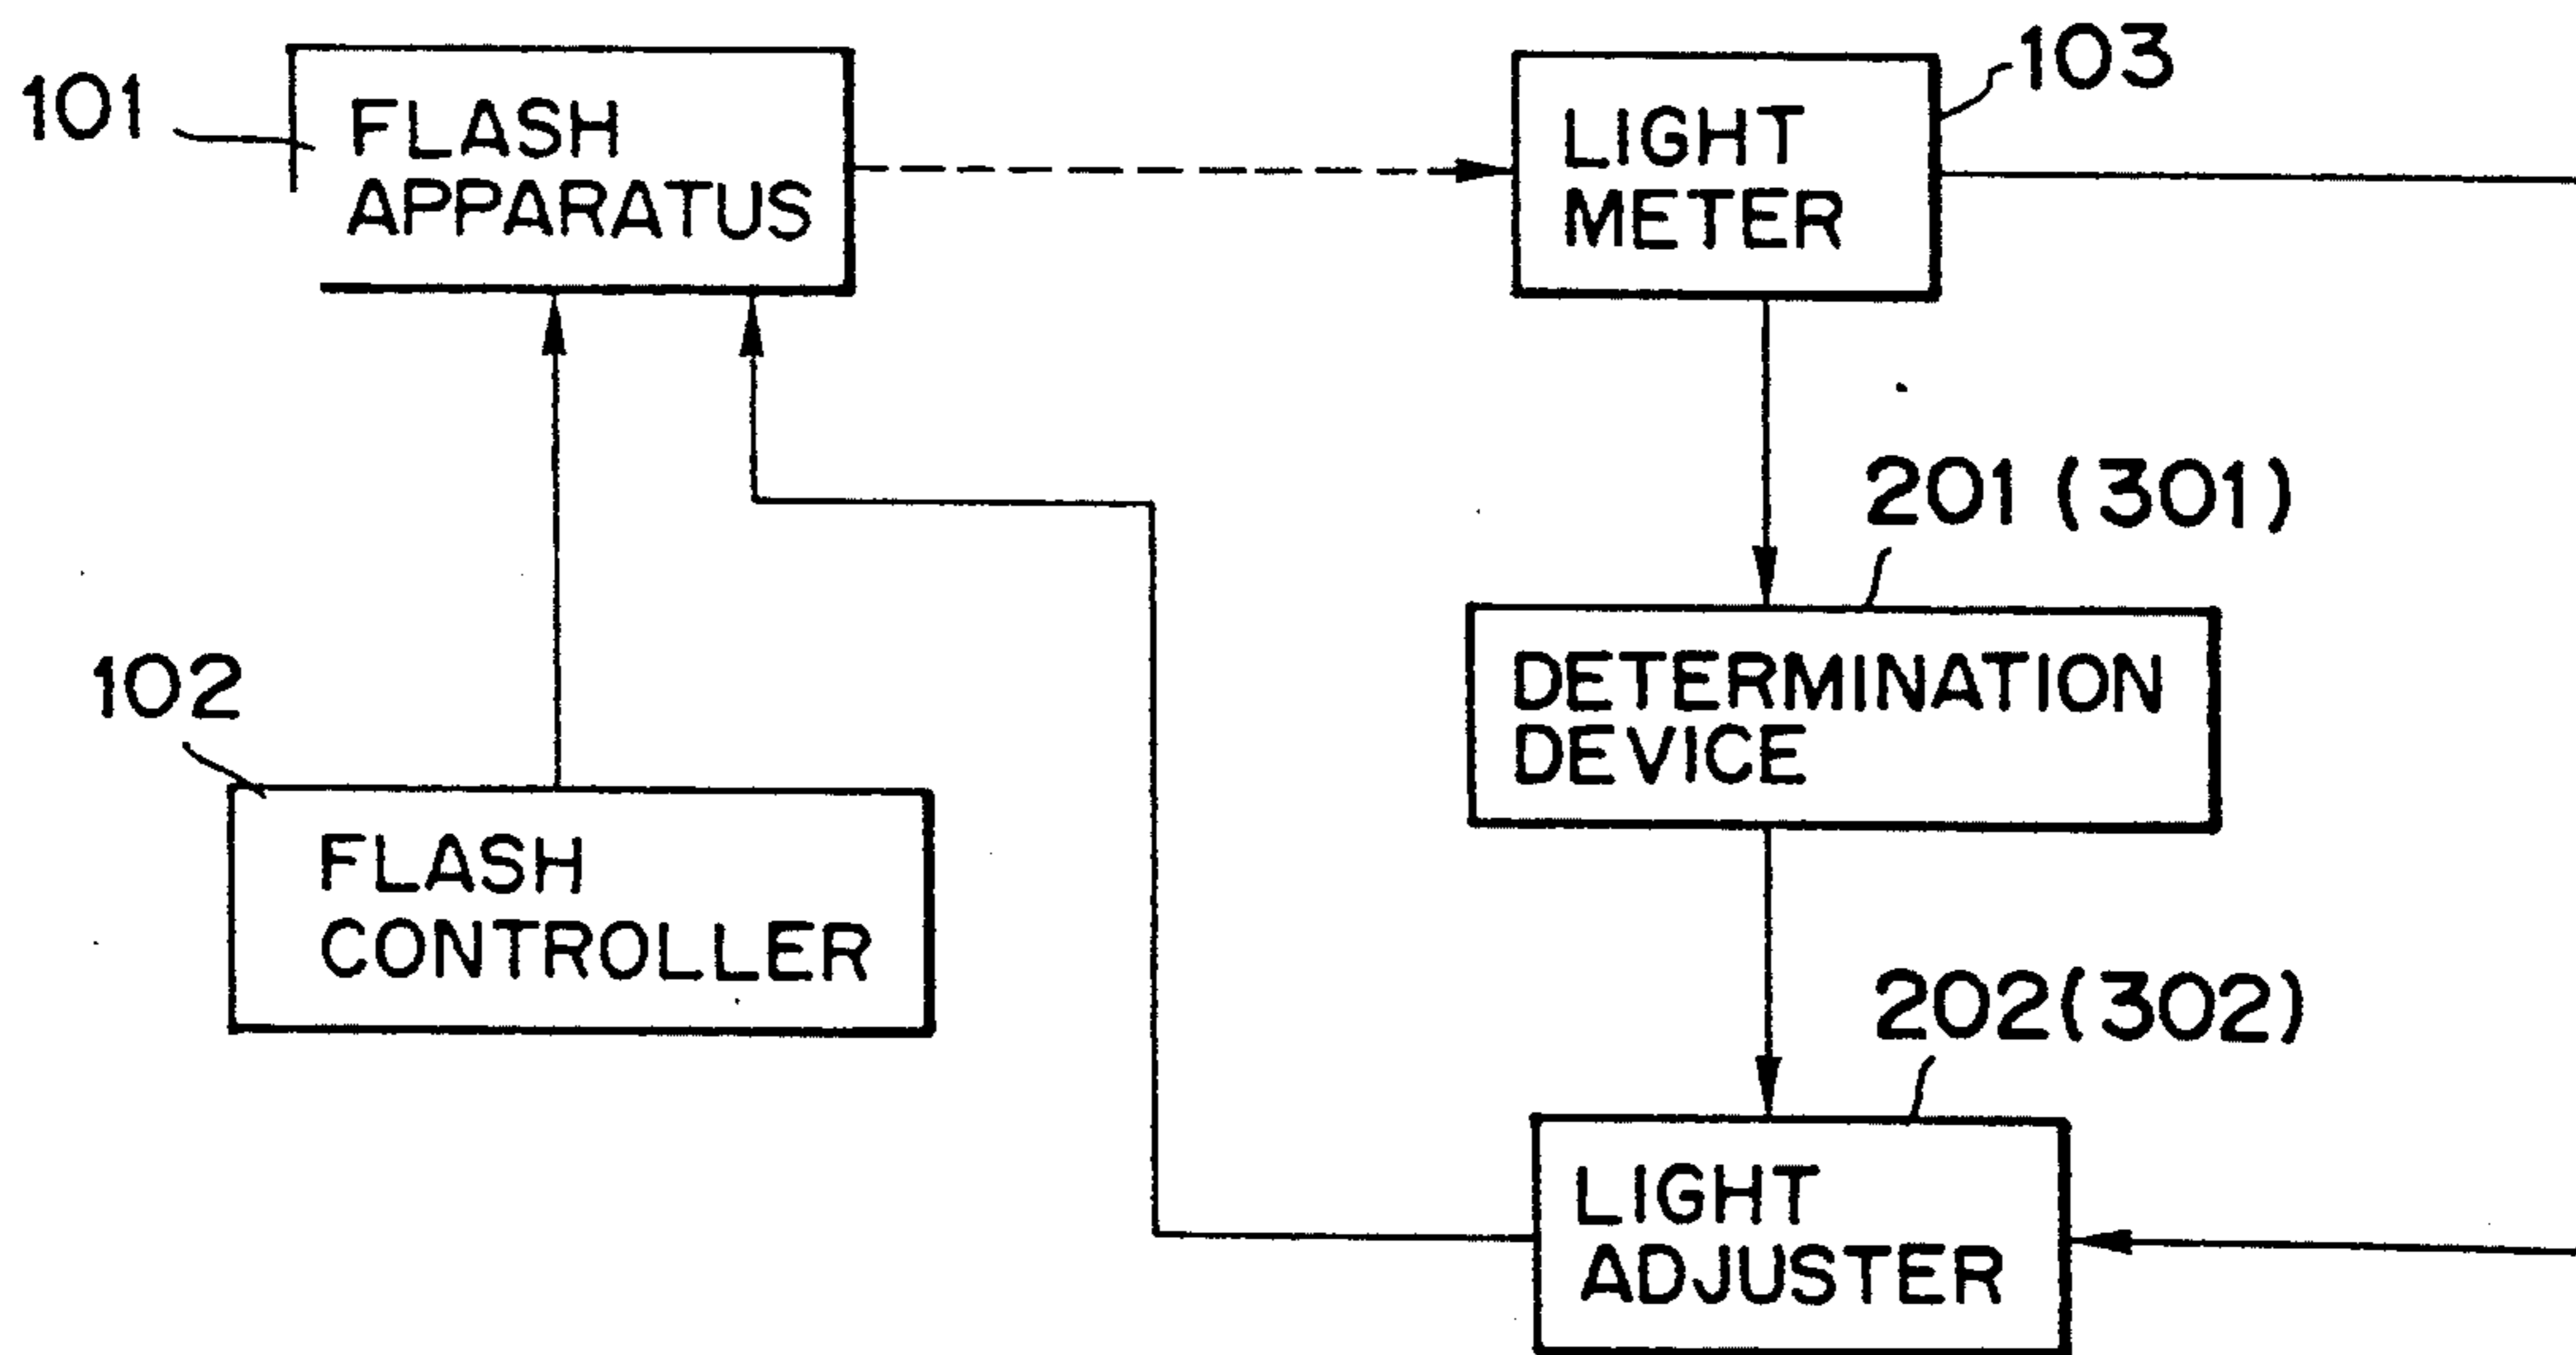 101
FLASH
APPARATUS
103
LIGHT
METER
201 (301)
DETERMINATION
DEVICE
102
FLASH
CONTROLLER
202(302)
LIGHT
ADJUSTER